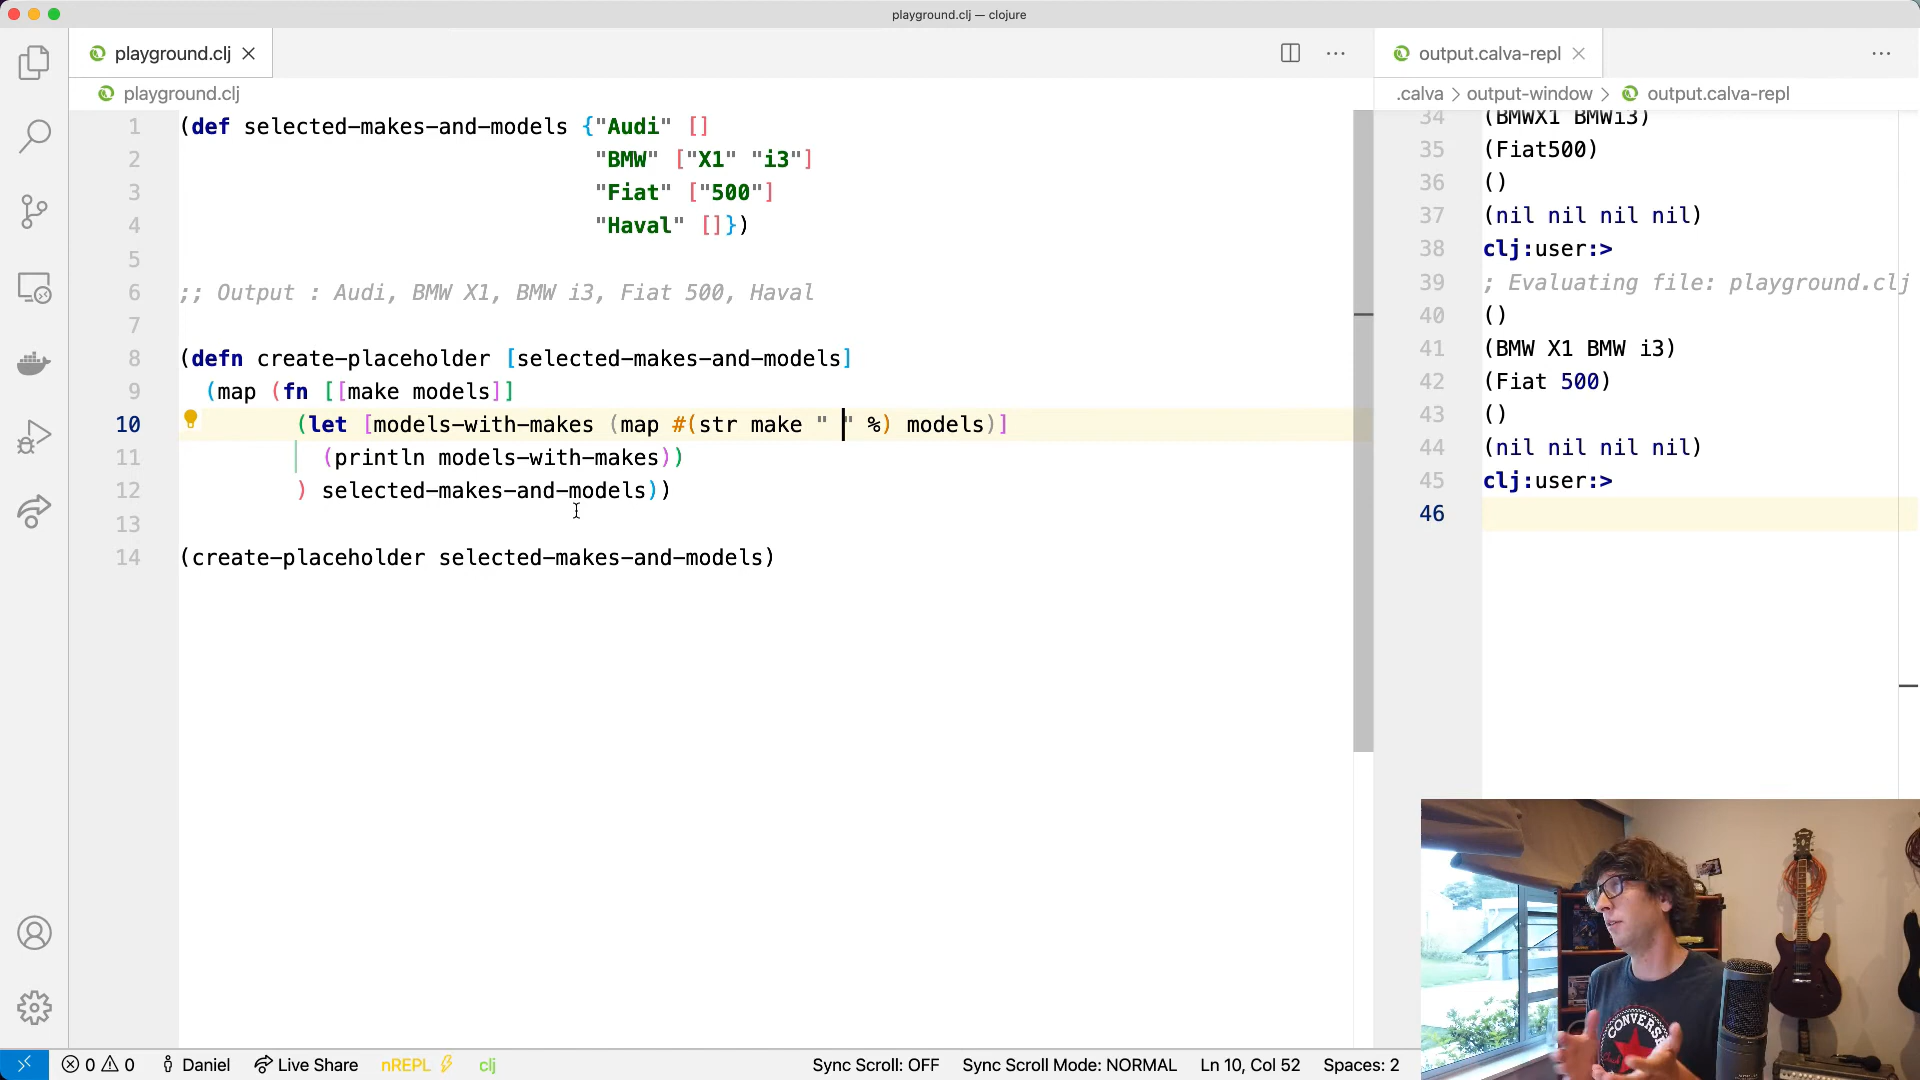 playground.clj — clojure
playground.clj
output.calva-repl
playground.clj
.calva > output-window > output.calva-repl
1 (def selected-makes-and-models {"Audi" []
2 "BMW" ["X1" "i3"]
3 "Fiat" ["500"]
4 "Haval" []})
5
6 ;; Output : Audi, BMW X1, BMW i3, Fiat 500, Haval
7
8 (defn create-placeholder [selected-makes-and-models]
9 (map (fn [[make models]]
10 (let [models-with-makes (map #(str make " " %) models)]
11 (println models-with-makes))
12 ) selected-makes-and-models))
13
14 (create-placeholder selected-makes-and-models)
34 (BMWX1 BMWi3)
35 (Fiat500)
36 ()
37 (nil nil nil nil)
38 clj:user:>
39 ; Evaluating file: playground.clj
40 ()
41 (BMW X1 BMW i3)
42 (Fiat 500)
43 ()
44 (nil nil nil nil)
45 clj:user:>
46
CONVERSE
0 0 Daniel Live Share nREPL clj Sync Scroll: OFF Sync Scroll Mode: NORMAL Ln 10, Col 52 Spaces: 2